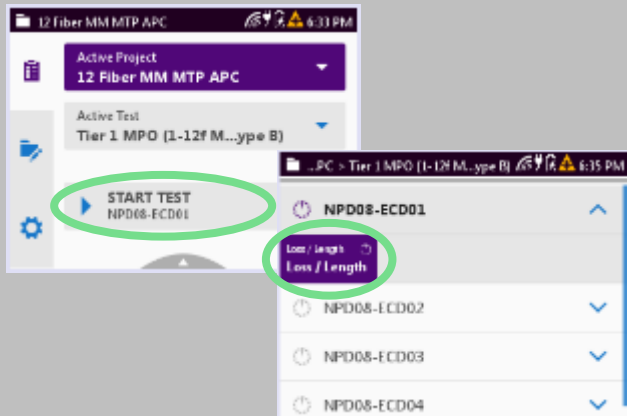 12 Fiber MM MTP APC 6:33 PM
Active Project
12 Fiber MM MTP APC
Active Test
Tier 1 MPO (1-12f M...ype B)
START TEST
NPD08-ECD01
...PC > Tier 1 MPO (1-12f M...ype B) 6:35 PM
NPD08-ECD01
Loss / Length
Loss / Length
NPD08-ECD02
NPD08-ECD03
NPD08-ECD04